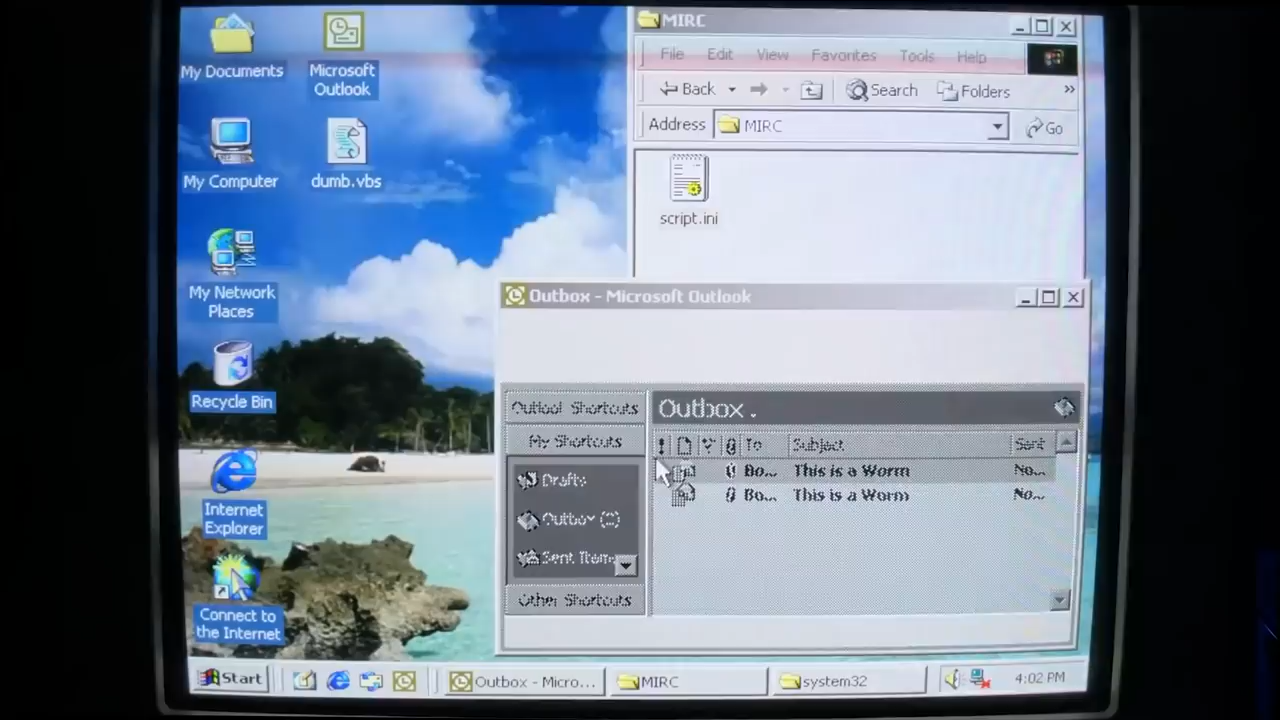 My Documents
Microsoft
Outlook
My Computer
dumb.vbs
My Network
Places
Recycle Bin
Internet
Explorer
Connect to
the Internet
MIRC
File Edit View Favorites Tools Help
Back Search Folders »
Address MIRC Go
script.ini
Outbox - Microsoft Outlook
Outlook Shortcuts
My Shortcuts
Drafts
Outbox (2)
Sent Items
Other Shortcuts
Outbox .
! To Subject Sent
Bo... This is a Worm No...
Bo... This is a Worm No...
Start Outbox - Micro... MIRC system32 4:02 PM